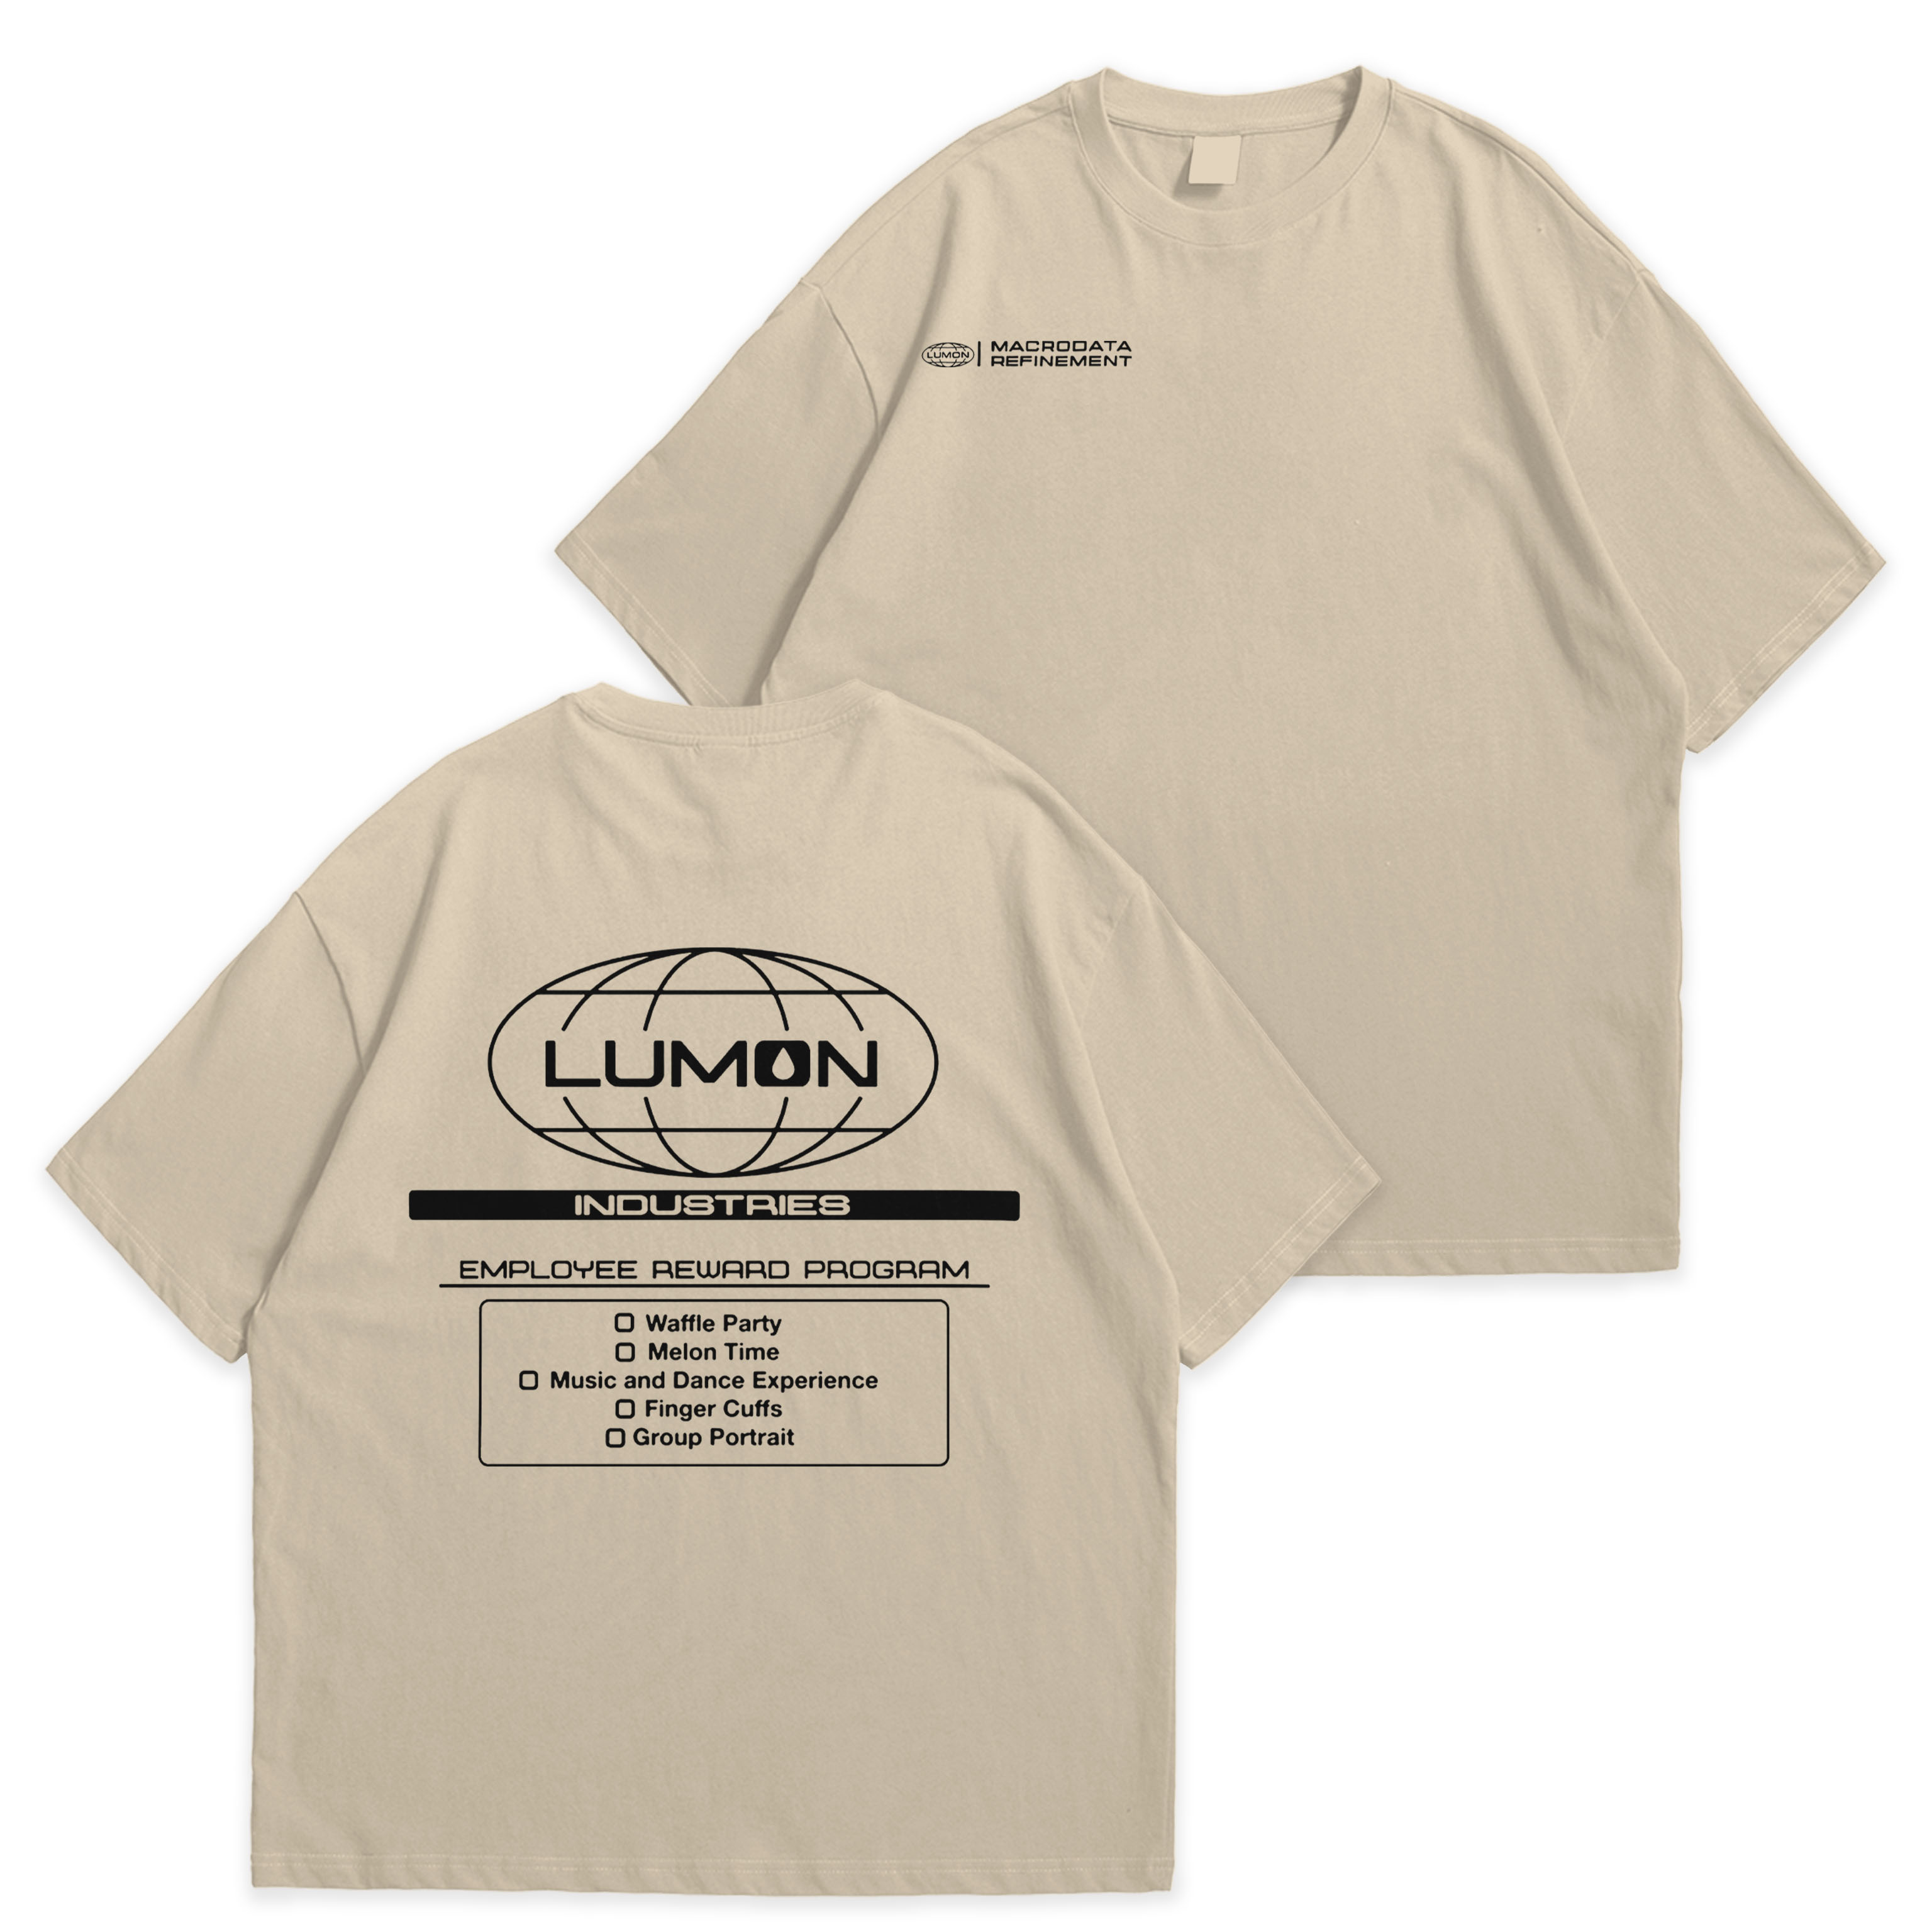 LUMON
MACRODATA
REFINEMENT
LUMON
INDUSTRIES
EMPLOYEE REWARD PROGRAM
Waffle Party
Melon Time
Music and Dance Experience
Finger Cuffs
Group Portrait